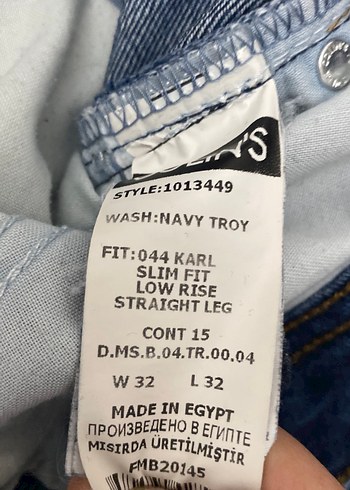 STYLE:1013449
WASH:NAVY TROY
FIT:044 KARL
SLIM FIT
LOW RISE
STRAIGHT LEG
CONT 15
D.MS.B.04.TR.00.04
W 32 L 32
MADE IN EGYPT
ПРОИЗВЕДЕНО В ЕГИПТЕ
MISIRDA ÜRETİLMİŞTİR
FMB20145